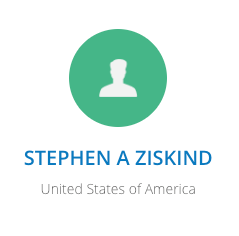 STEPHEN A ZISKIND
United States of America